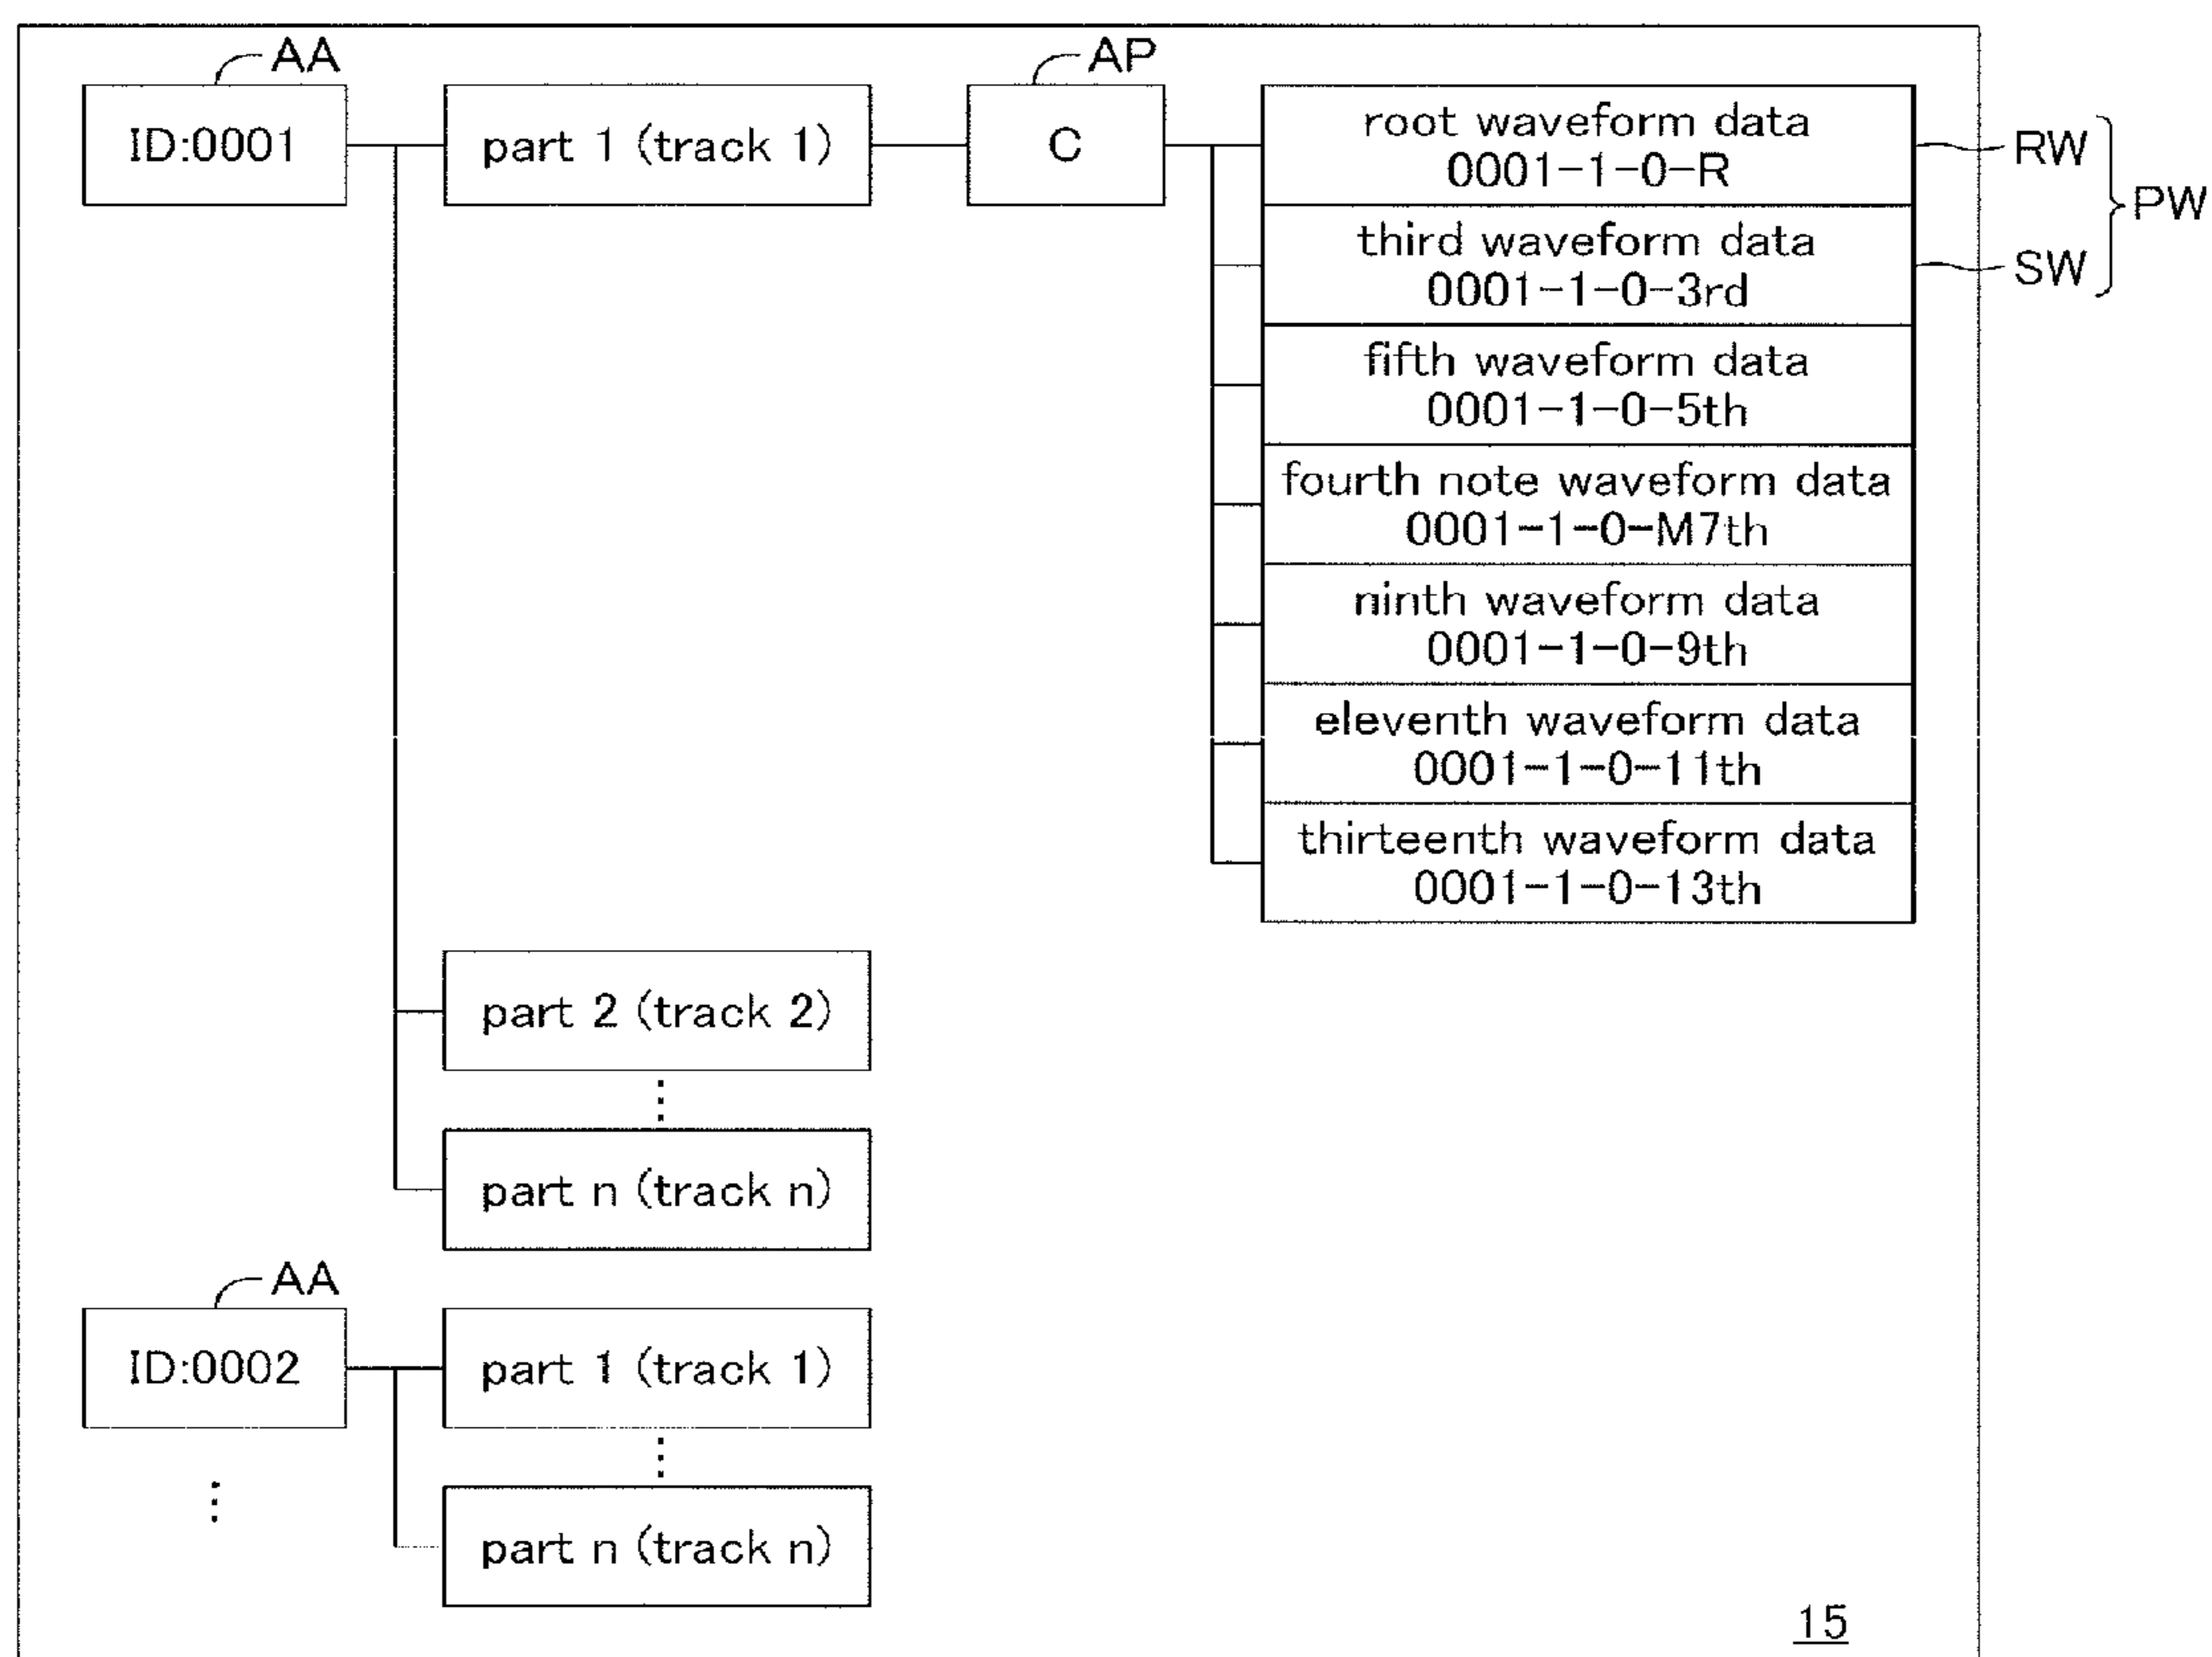 AA
AP
ID:0001
part 1 (track 1)
C
root waveform data
0001-1-0-R
RW
PW
third waveform data
0001-1-0-3rd
SW
fifth waveform data
0001-1-0-5th
fourth note waveform data
0001-1-0-M7th
ninth waveform data
0001-1-0-9th
eleventh waveform data
0001-1-0-11th
thirteenth waveform data
0001-1-0-13th
part 2 (track 2)
part n (track n)
AA
ID:0002
part 1 (track 1)
part n (track n)
15